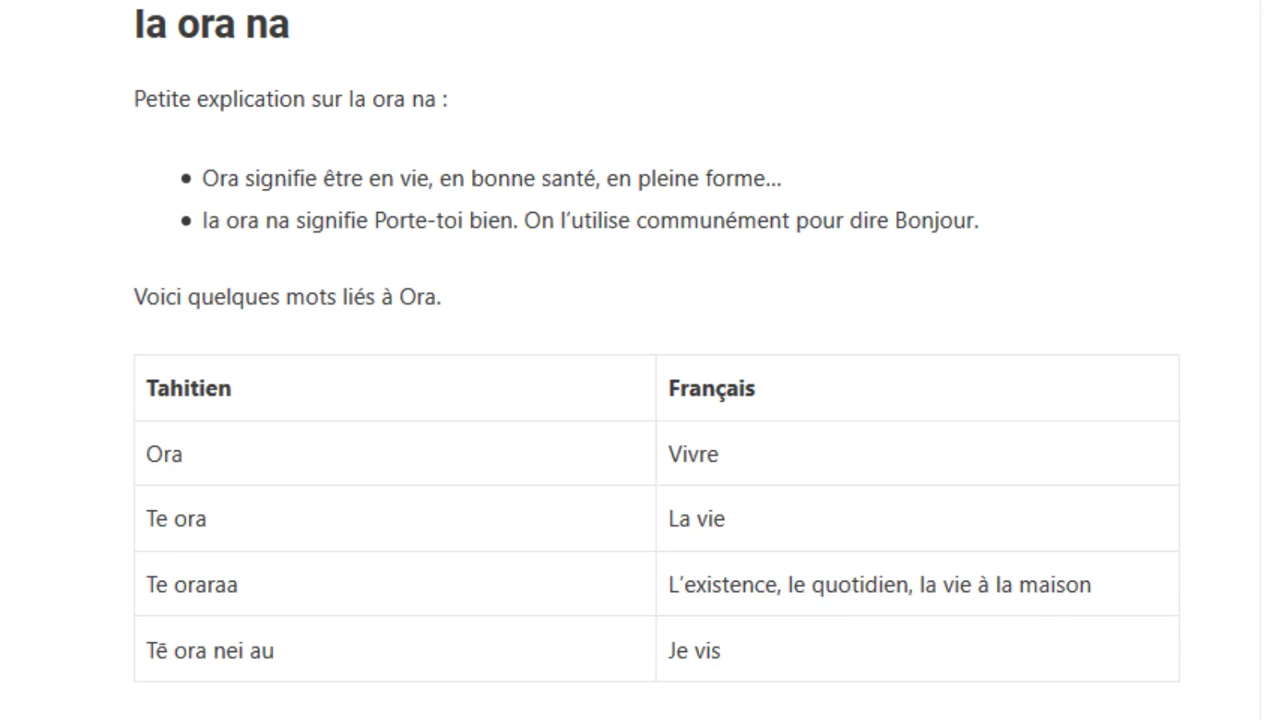 Ia ora na
Petite explication sur Ia ora na :
Ora signifie être en vie, en bonne santé, en pleine forme…
Ia ora na signifie Porte-toi bien. On l’utilise communément pour dire Bonjour.
Voici quelques mots liés à Ora.
Tahitien Français
Ora Vivre
Te ora La vie
Te oraraa L’existence, le quotidien, la vie à la maison
Tē ora nei au Je vis